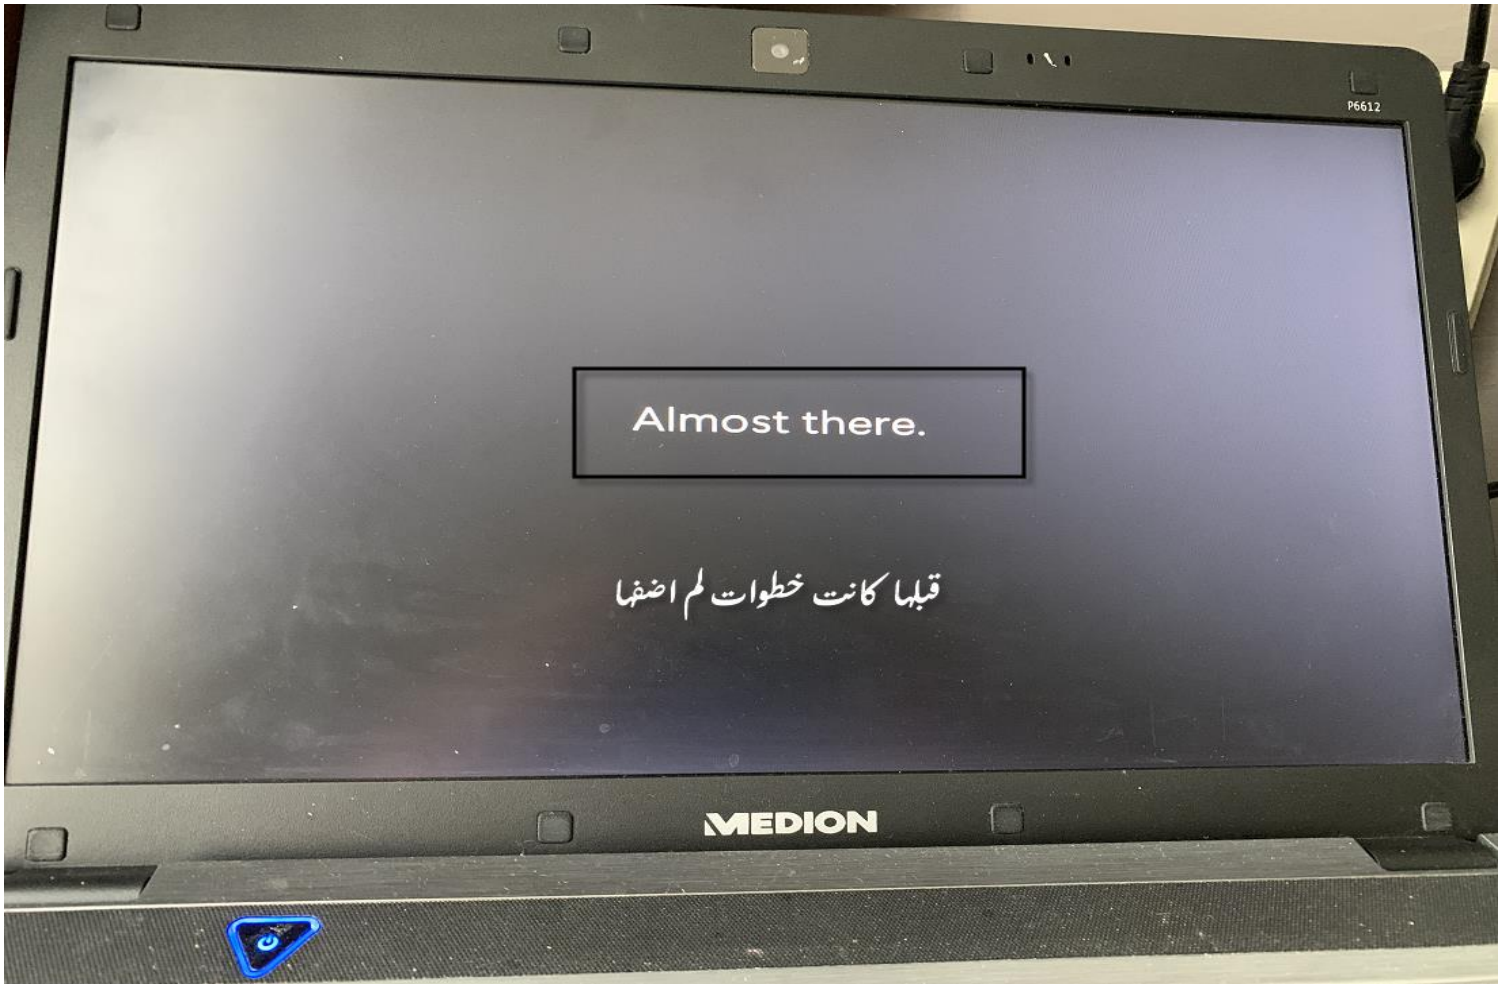 P6612
Almost there.
قبلها كانت خطوات لم اضفها
MEDION